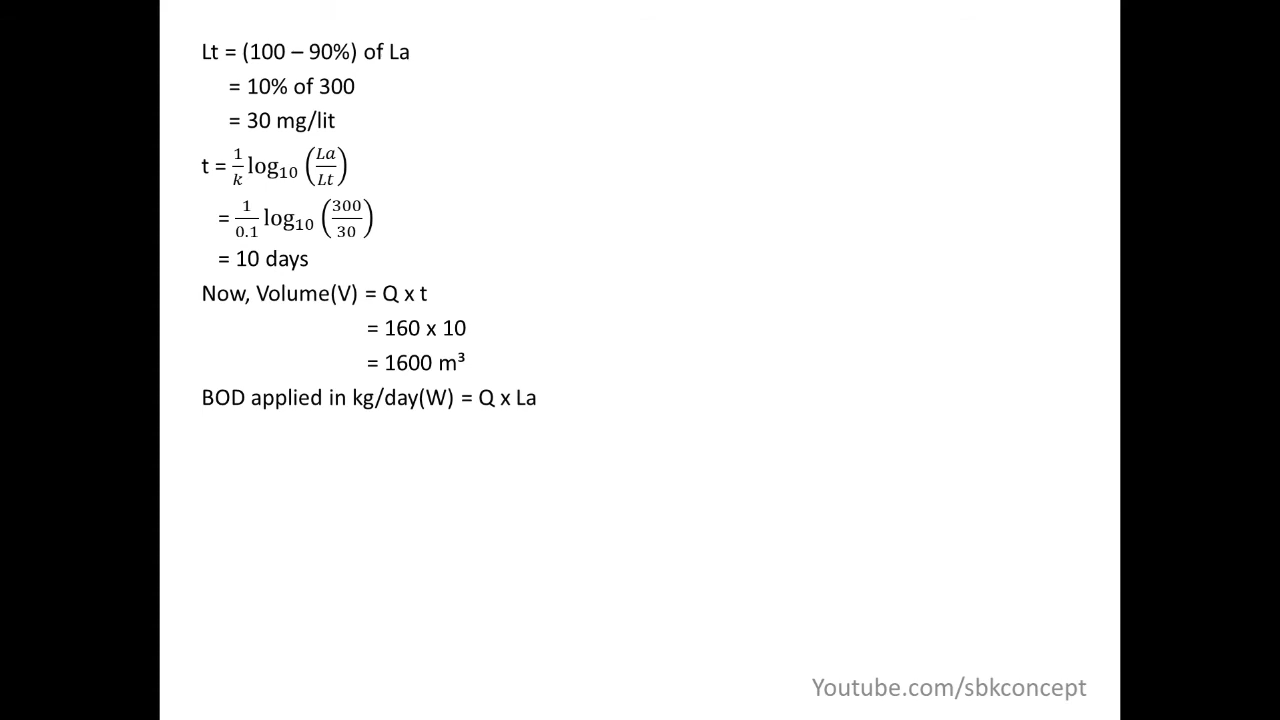 Lt = (100 – 90%) of La
= 10% of 300
= 30 mg/lit
t = 1/k log₁₀ (La/Lt)
= 1/0.1 log₁₀ (300/30)
= 10 days
Now, Volume(V) = Q x t
= 160 x 10
= 1600 m³
BOD applied in kg/day(W) = Q x La
Youtube.com/sbkconcept